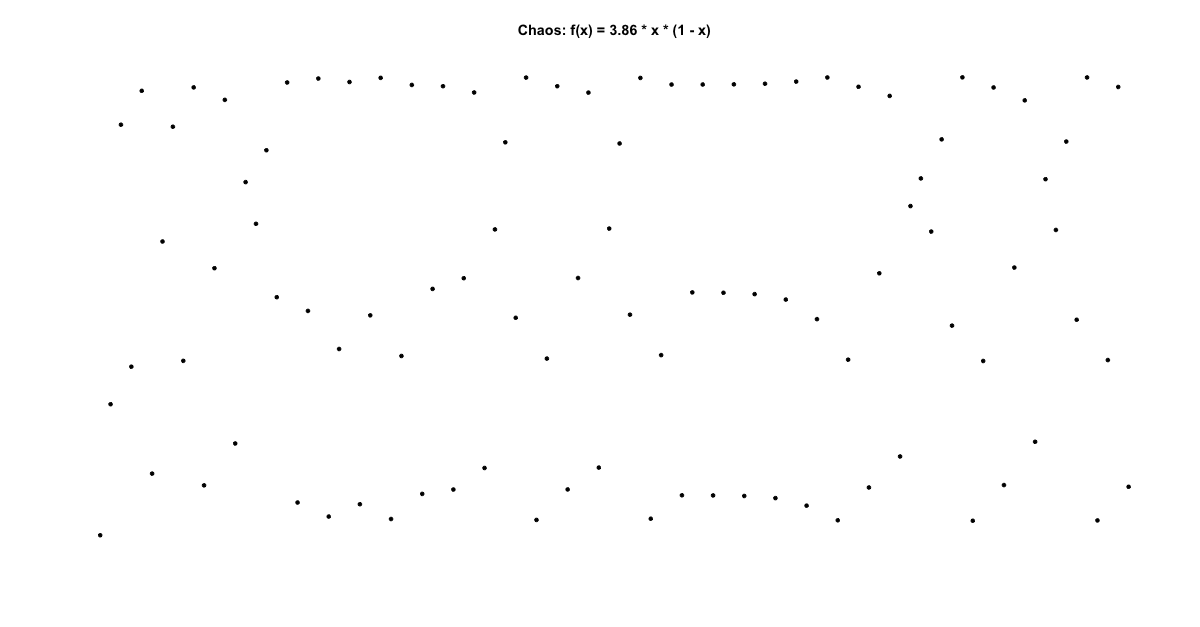 Chaos: f(x) = 3.86 * x * (1 - x)